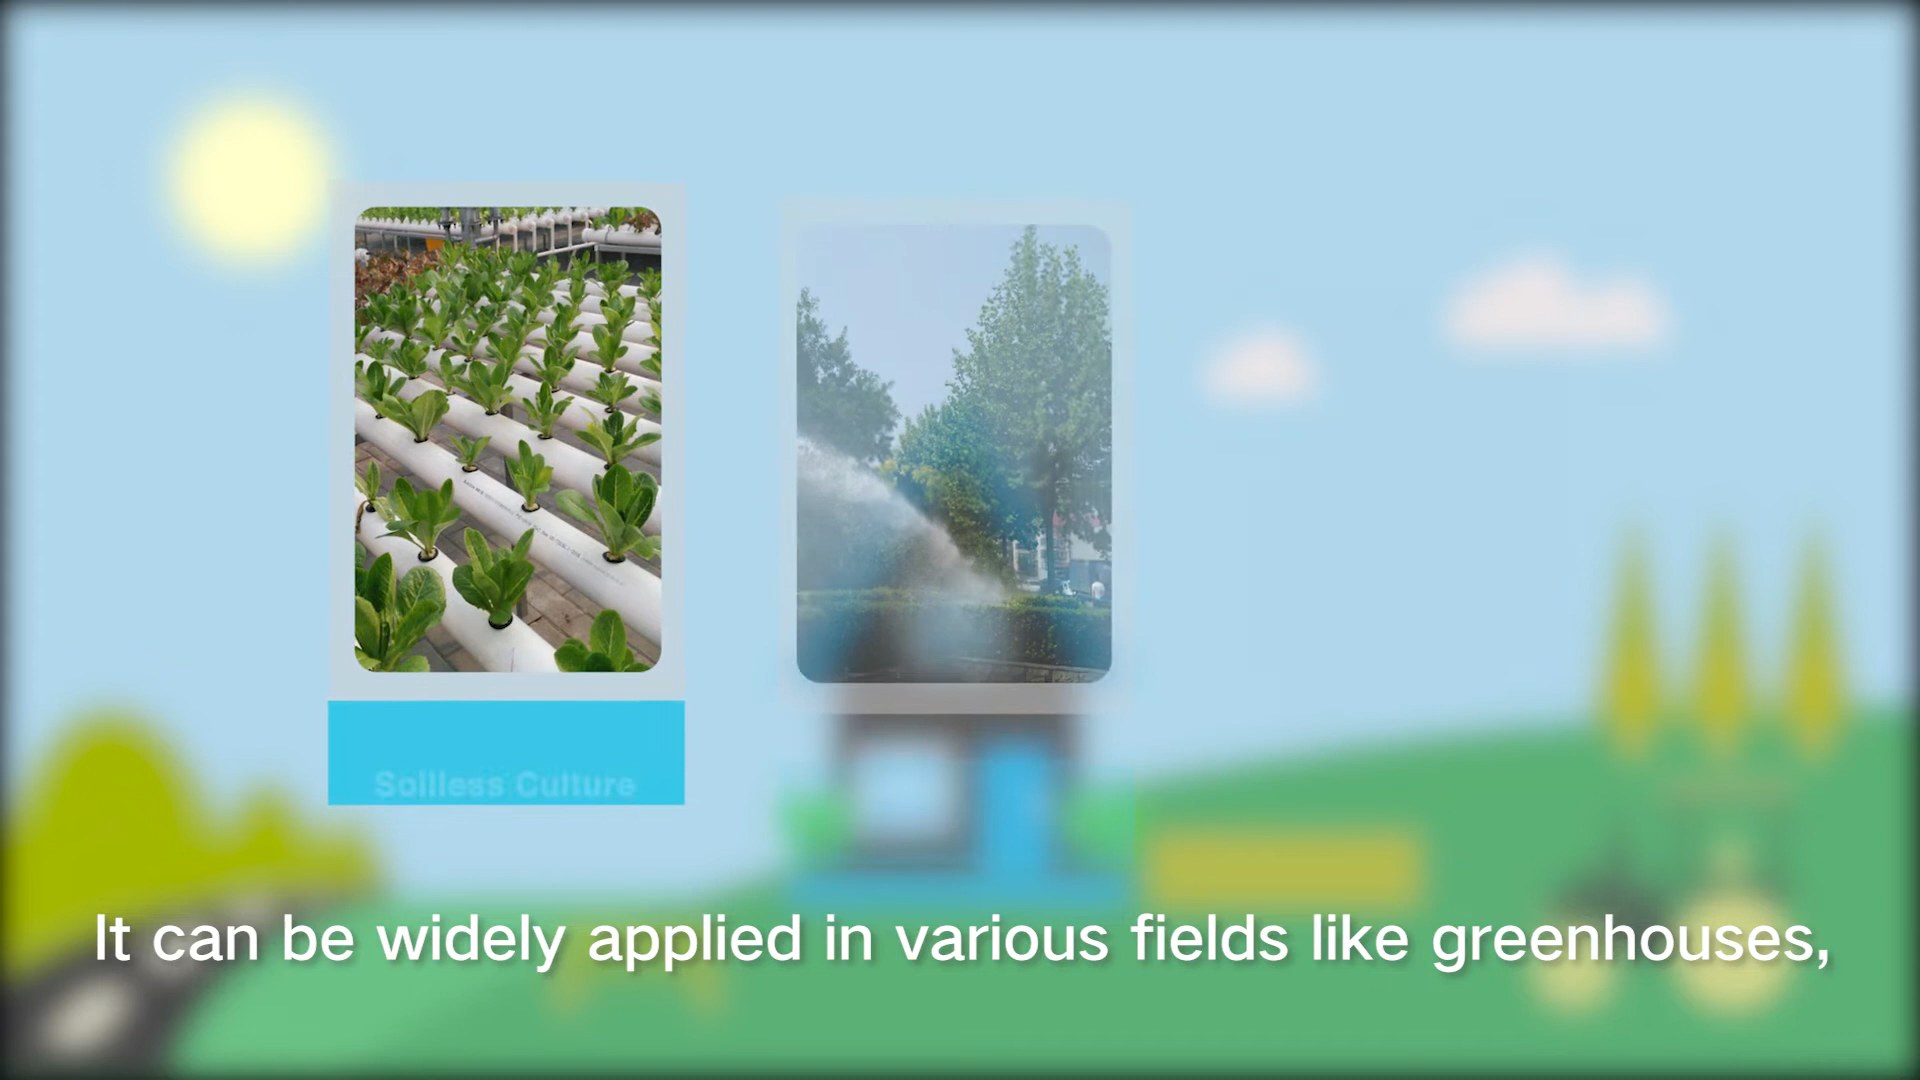 Soilless Culture
It can be widely applied in various fields like greenhouses,